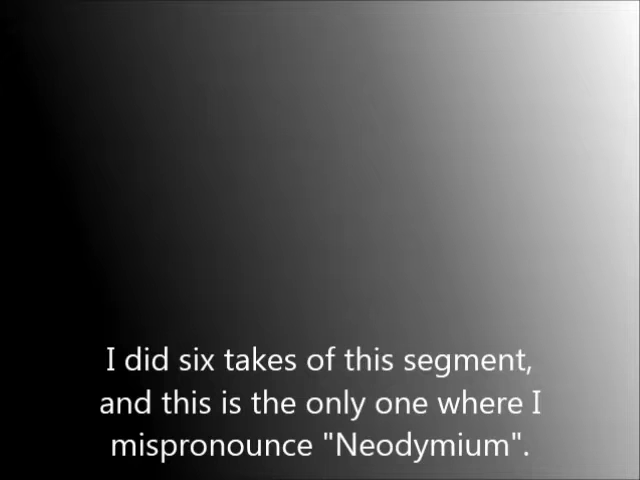 I did six takes of this segment,
and this is the only one where I
mispronounce "Neodymium".